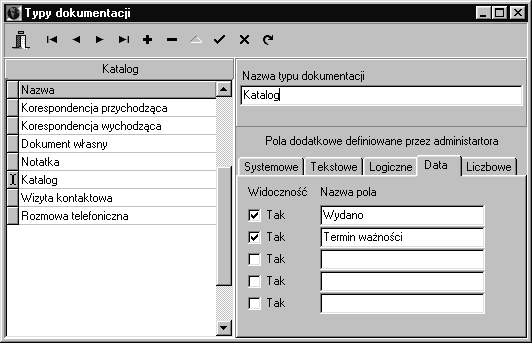 Typy dokumentacji
Katalog
Nazwa
Korespondencja przychodząca
Korespondencja wychodząca
Dokument własny
Notatka
Katalog
Wizyta kontaktowa
Rozmowa telefoniczna
Nazwa typu dokumentacji
Katalog
Pola dodatkowe definiowane przez administartora
Systemowe Tekstowe Logiczne Data Liczbowe
Widoczność Nazwa pola
Tak Wydano
Tak Termin ważności
Tak
Tak
Tak